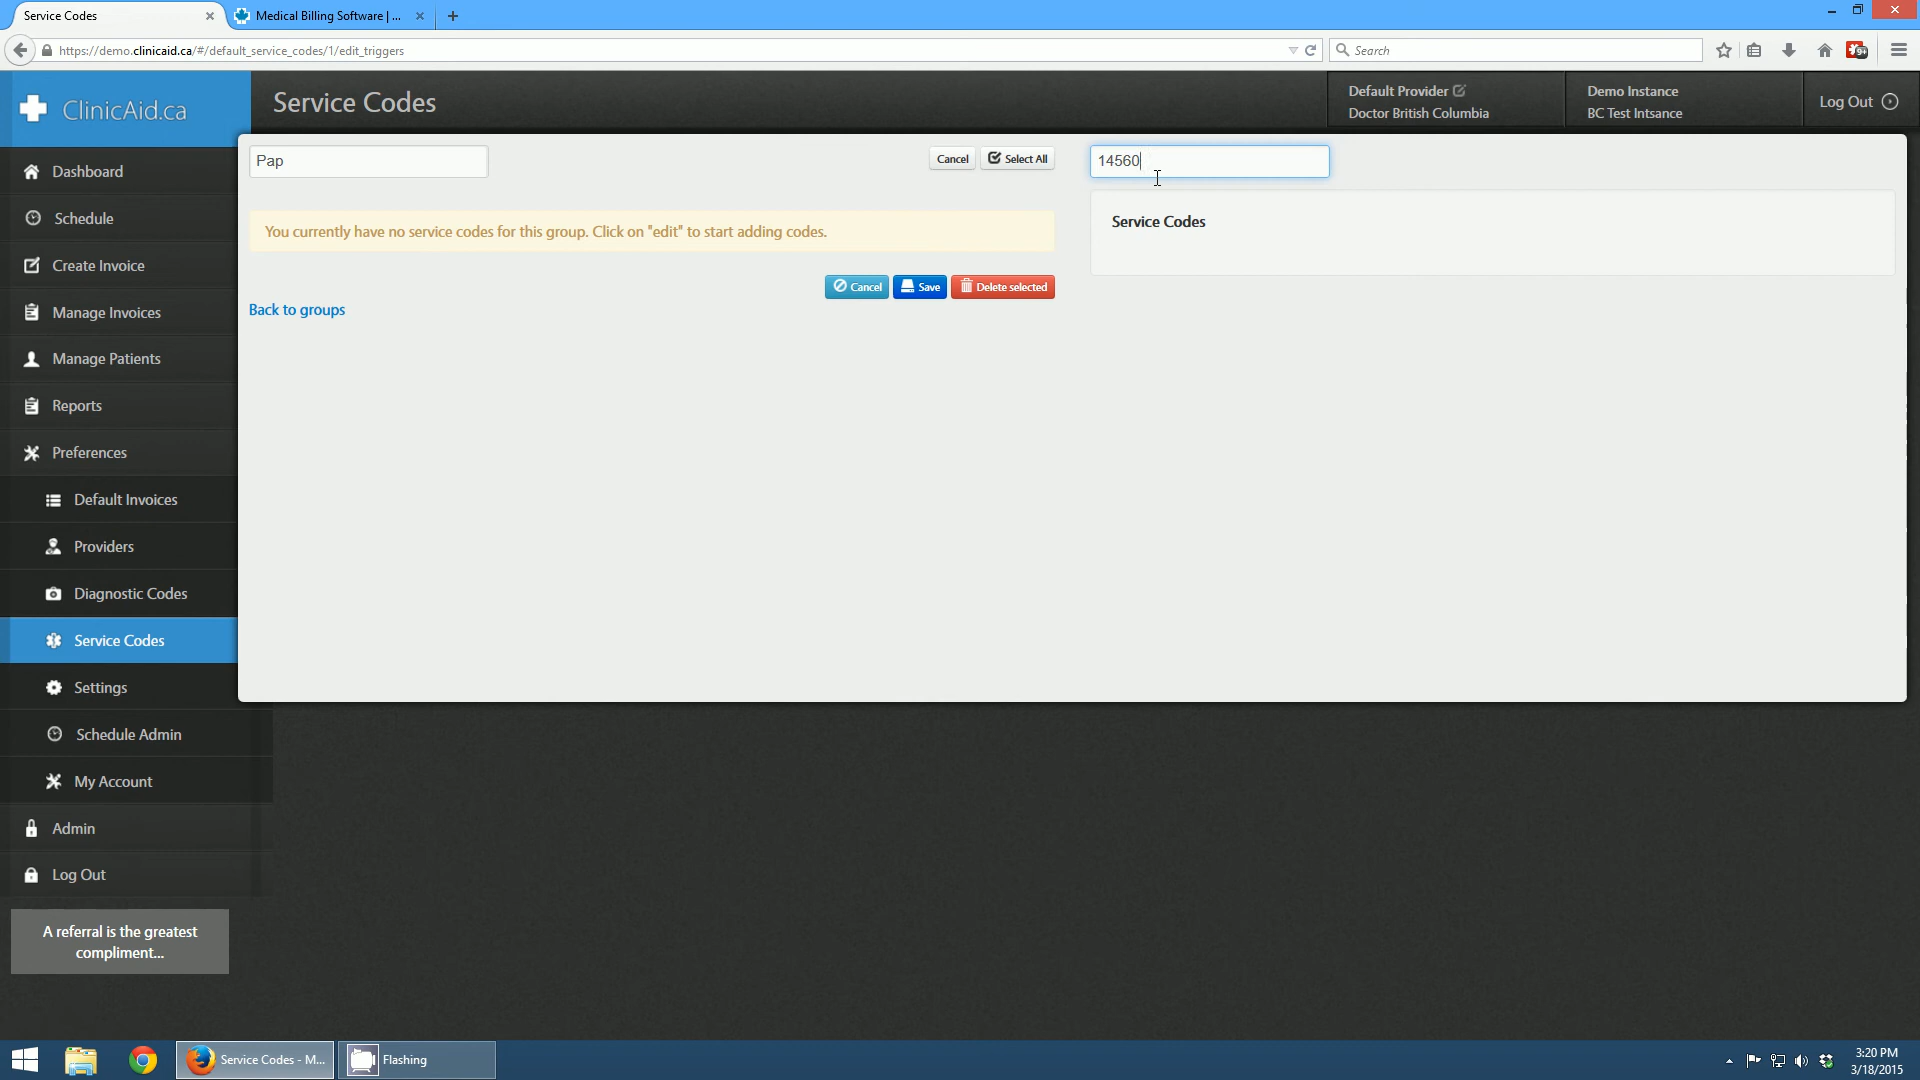 Service Codes
Medical Billing Software | ...
https://demo.clinicaid.ca/#/default_service_codes/1/edit_triggers
Search
9+
ClinicAid.ca
Service Codes
Default Provider
Doctor British Columbia
Demo Instance
BC Test Intsance
Log Out
Dashboard
Schedule
Create Invoice
Manage Invoices
Manage Patients
Reports
Preferences
Default Invoices
Providers
Diagnostic Codes
Service Codes
Settings
Schedule Admin
My Account
Admin
Log Out
A referral is the greatest
compliment...
Pap
Cancel
Select All
You currently have no service codes for this group. Click on "edit" to start adding codes.
Cancel
Save
Delete selected
Back to groups
14560
Service Codes
Service Codes - M...
Flashing
3:20 PM
3/18/2015